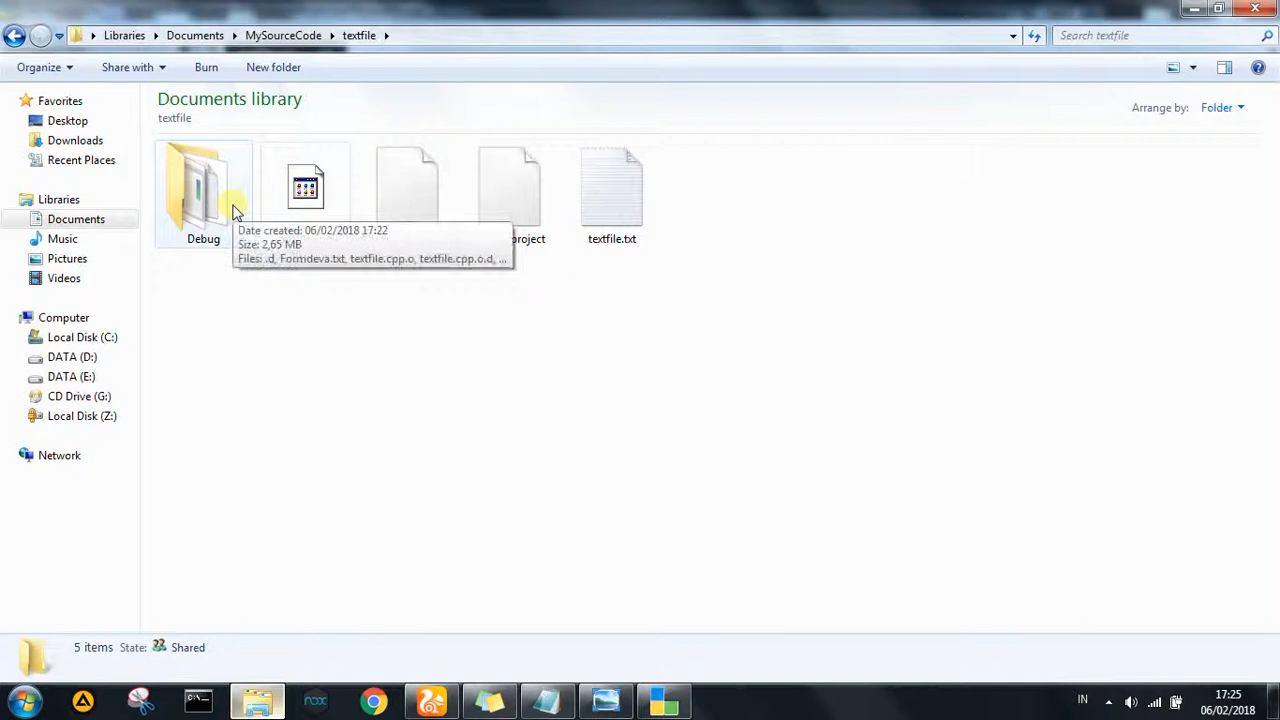 Libraries Documents MySourceCode textfile
Search textfile
Organize Share with Burn New folder
Documents library
textfile
Arrange by: Folder
Favorites
Desktop
Downloads
Recent Places
Libraries
Documents
Music
Pictures
Videos
Computer
Local Disk (C:)
DATA (D:)
DATA (E:)
CD Drive (G:)
Local Disk (Z:)
Network
Debug
project
textfile.txt
Date created: 06/02/2018 17:22
Size: 2,65 MB
Files: .d, Formdeva.txt, textfile.cpp.o, textfile.cpp.o.d, ...
5 items State: Shared
nox
IN
17:25
06/02/2018